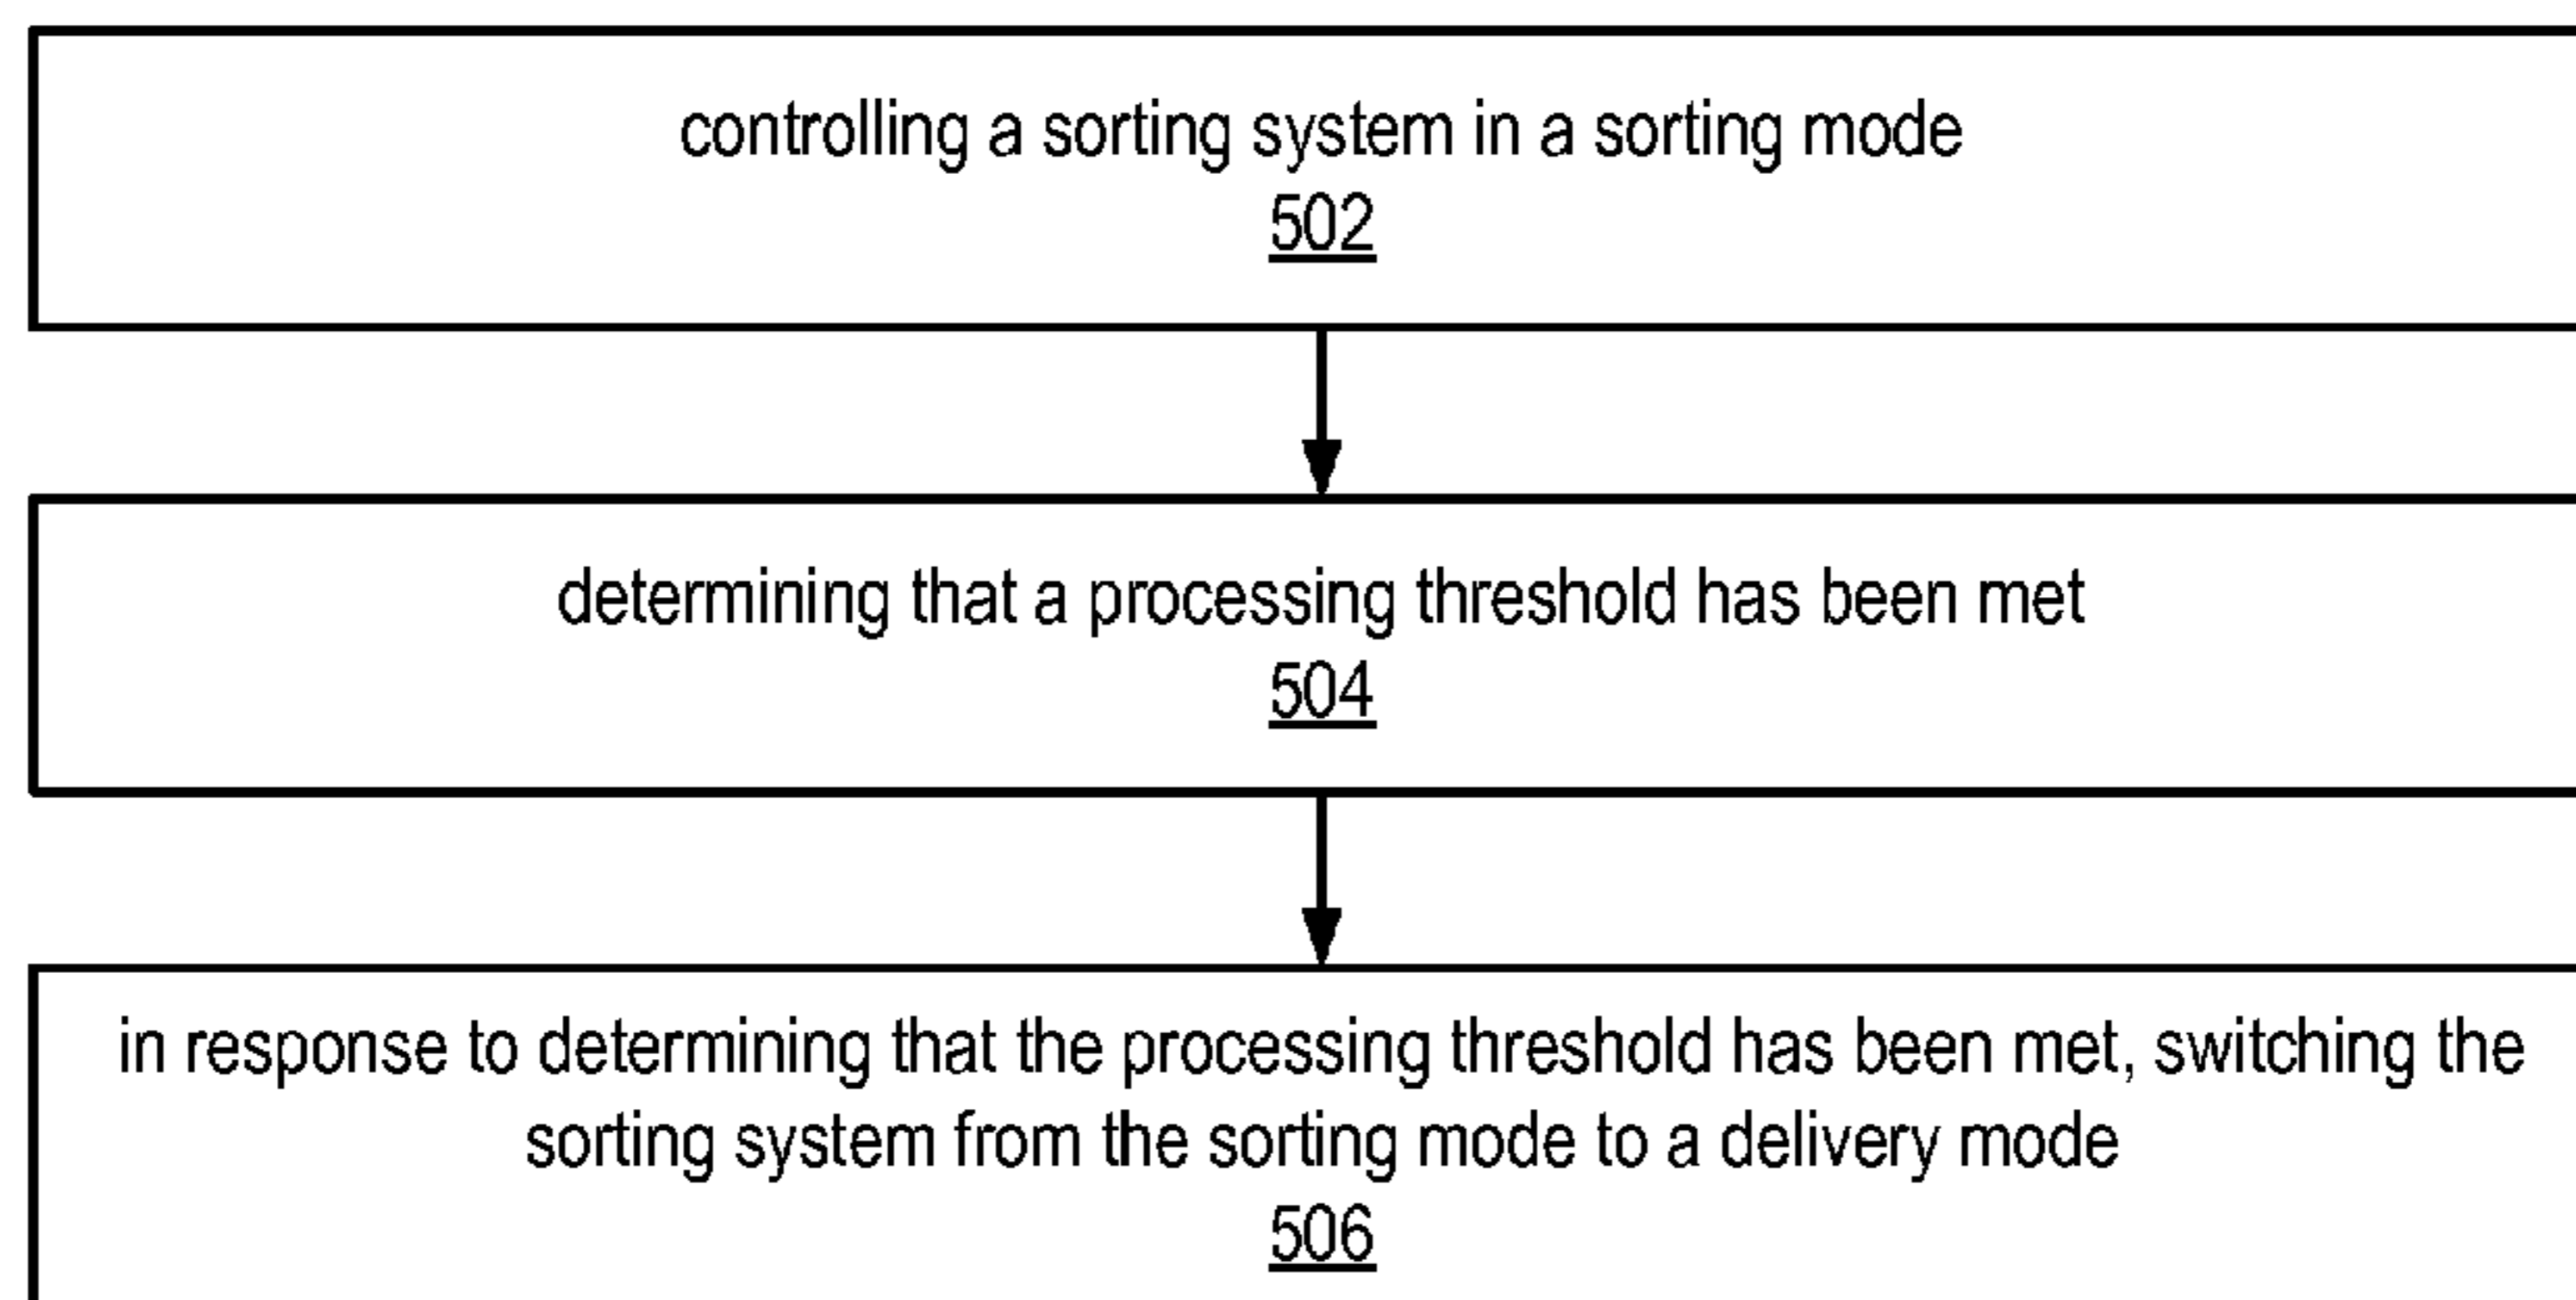 controlling a sorting system in a sorting mode
502
determining that a processing threshold has been met
504
in response to determining that the processing threshold has been met, switching the
sorting system from the sorting mode to a delivery mode
506